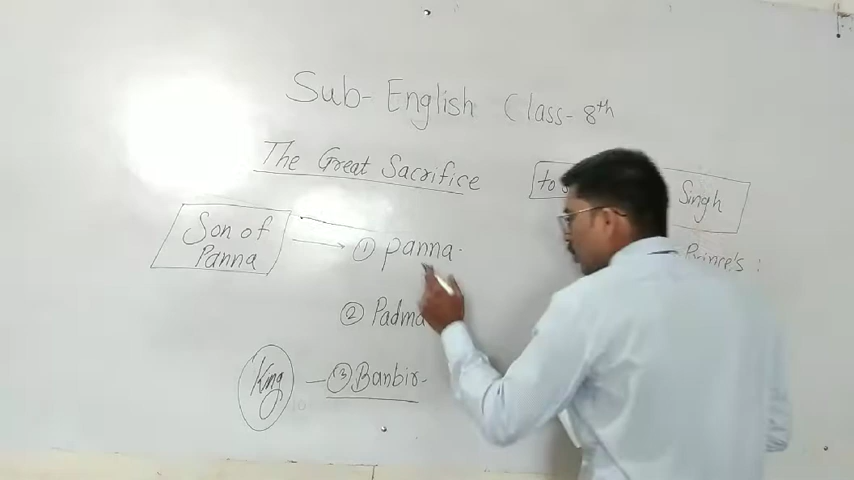 Sub- English Class- 8th
The Great Sacrifice
to
Singh
Son of
Panna
① panna-
Prince's :
② Padma
King
③ Banbir-